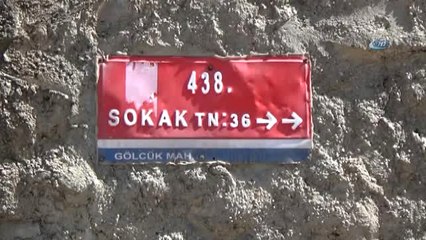 438.
SOKAK TN:36 →→
GÖLCÜK MAH